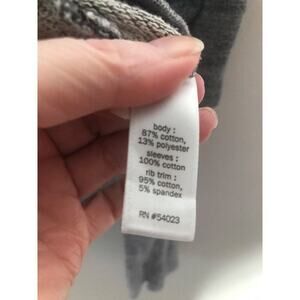 body :
87% cotton,
13% polyester
sleeves :
100% cotton
rib trim :
95% cotton,
5% spandex
RN #54023